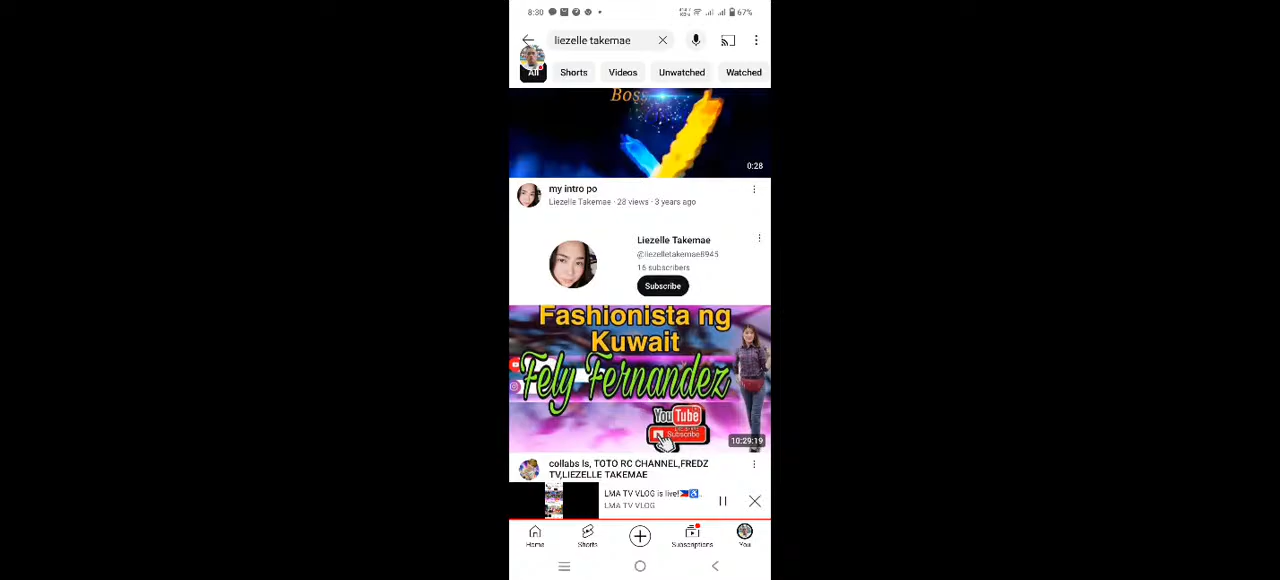 8:30
67%
liezelle takemae
All
Shorts
Videos
Unwatched
Watched
Boss
0:28
my intro po
Liezelle Takemae · 28 views · 3 years ago
Liezelle Takemae
@liezelletakemae8945
16 subscribers
Subscribe
Fashionista ng
Kuwait
Fely Fernandez
YouTube
Subscribe
10:29:19
collabs ls, TOTO RC CHANNEL,FREDZ
TV,LIEZELLE TAKEMAE
LMA TV VLOG is live!🇵🇭♿..
LMA TV VLOG
Home
Shorts
Subscriptions
You